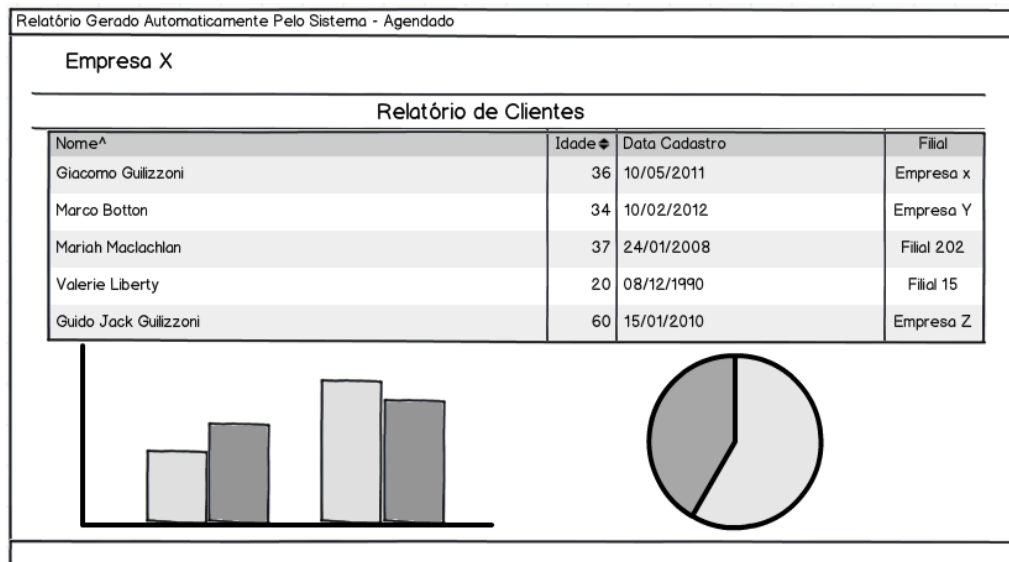 Relatório Gerado Automaticamente Pelo Sistema - Agendado
Empresa X
Relatório de Clientes
Nome^ Idade Data Cadastro Filial
Giacomo Guilizzoni 36 10/05/2011 Empresa x
Marco Botton 34 10/02/2012 Empresa Y
Mariah Maclachlan 37 24/01/2008 Filial 202
Valerie Liberty 20 08/12/1990 Filial 15
Guido Jack Guilizzoni 60 15/01/2010 Empresa Z